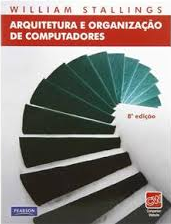 WILLIAM STALLINGS
ARQUITETURA E ORGANIZAÇÃO
DE COMPUTADORES
8ª edição
PEARSON